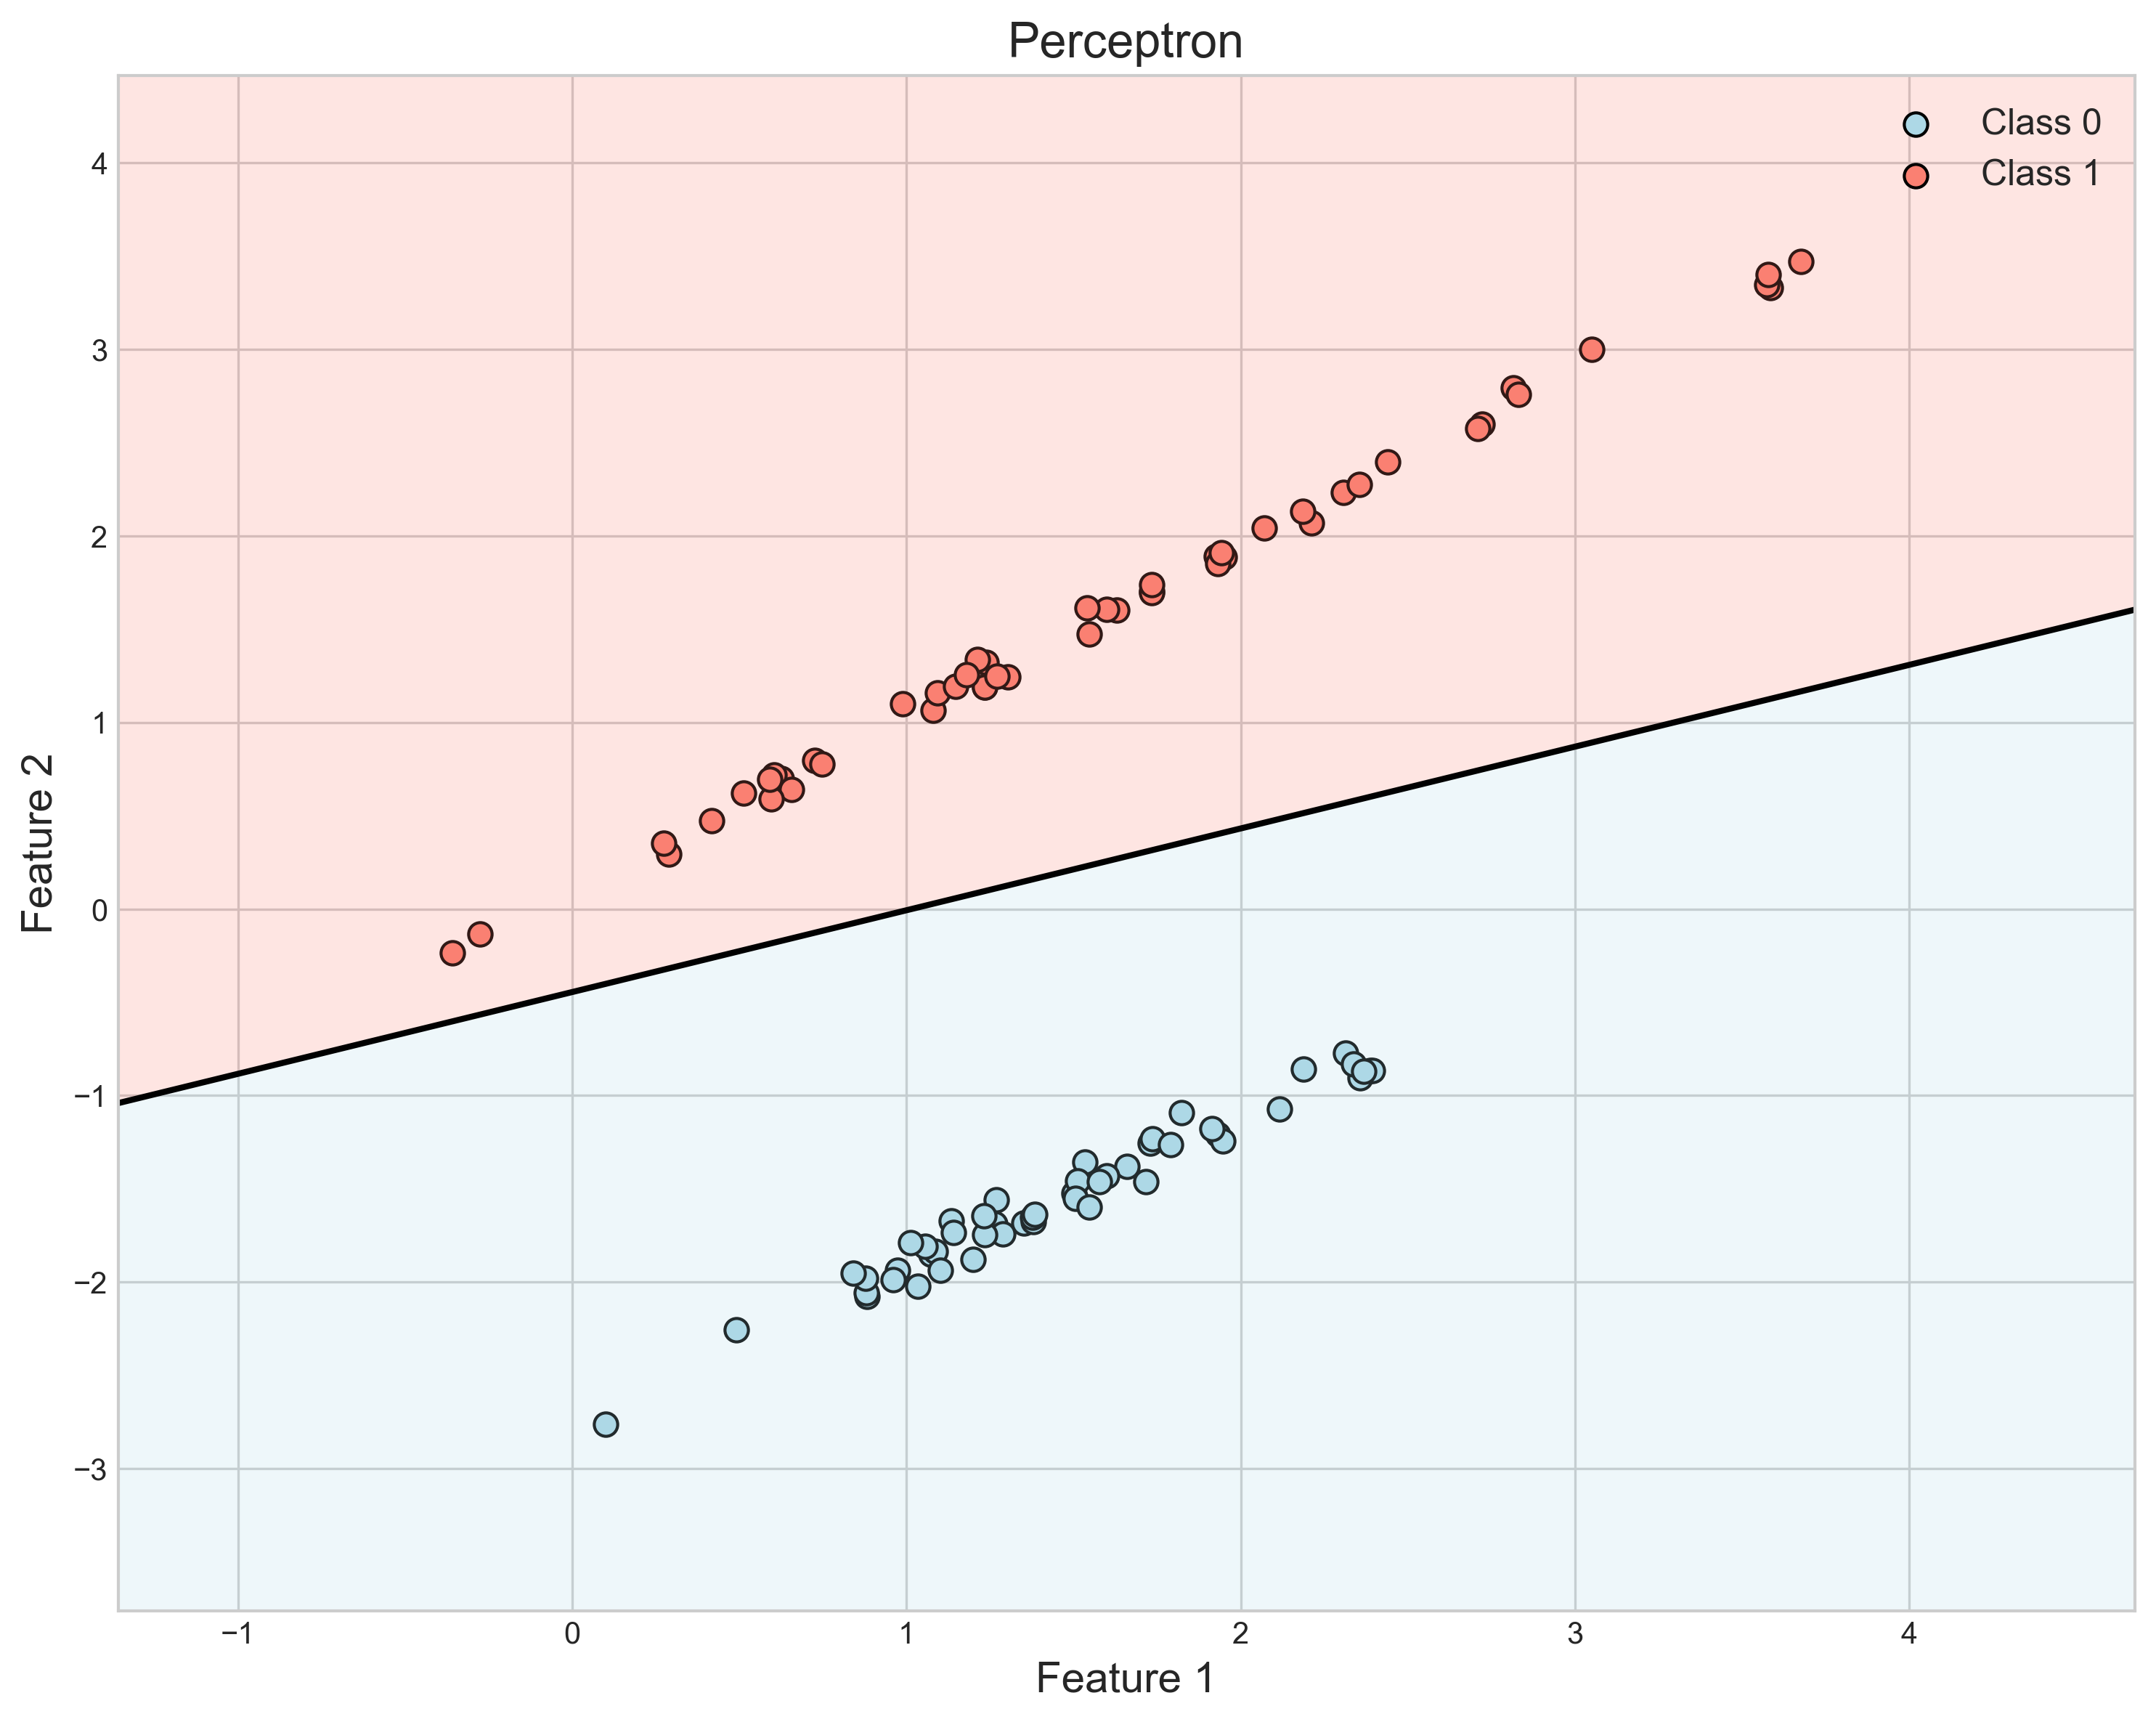 Perceptron
Class 0
Class 1
4
3
2
1
0
−1
−2
−3
Feature 2
−1 0 1 2 3 4
Feature 1